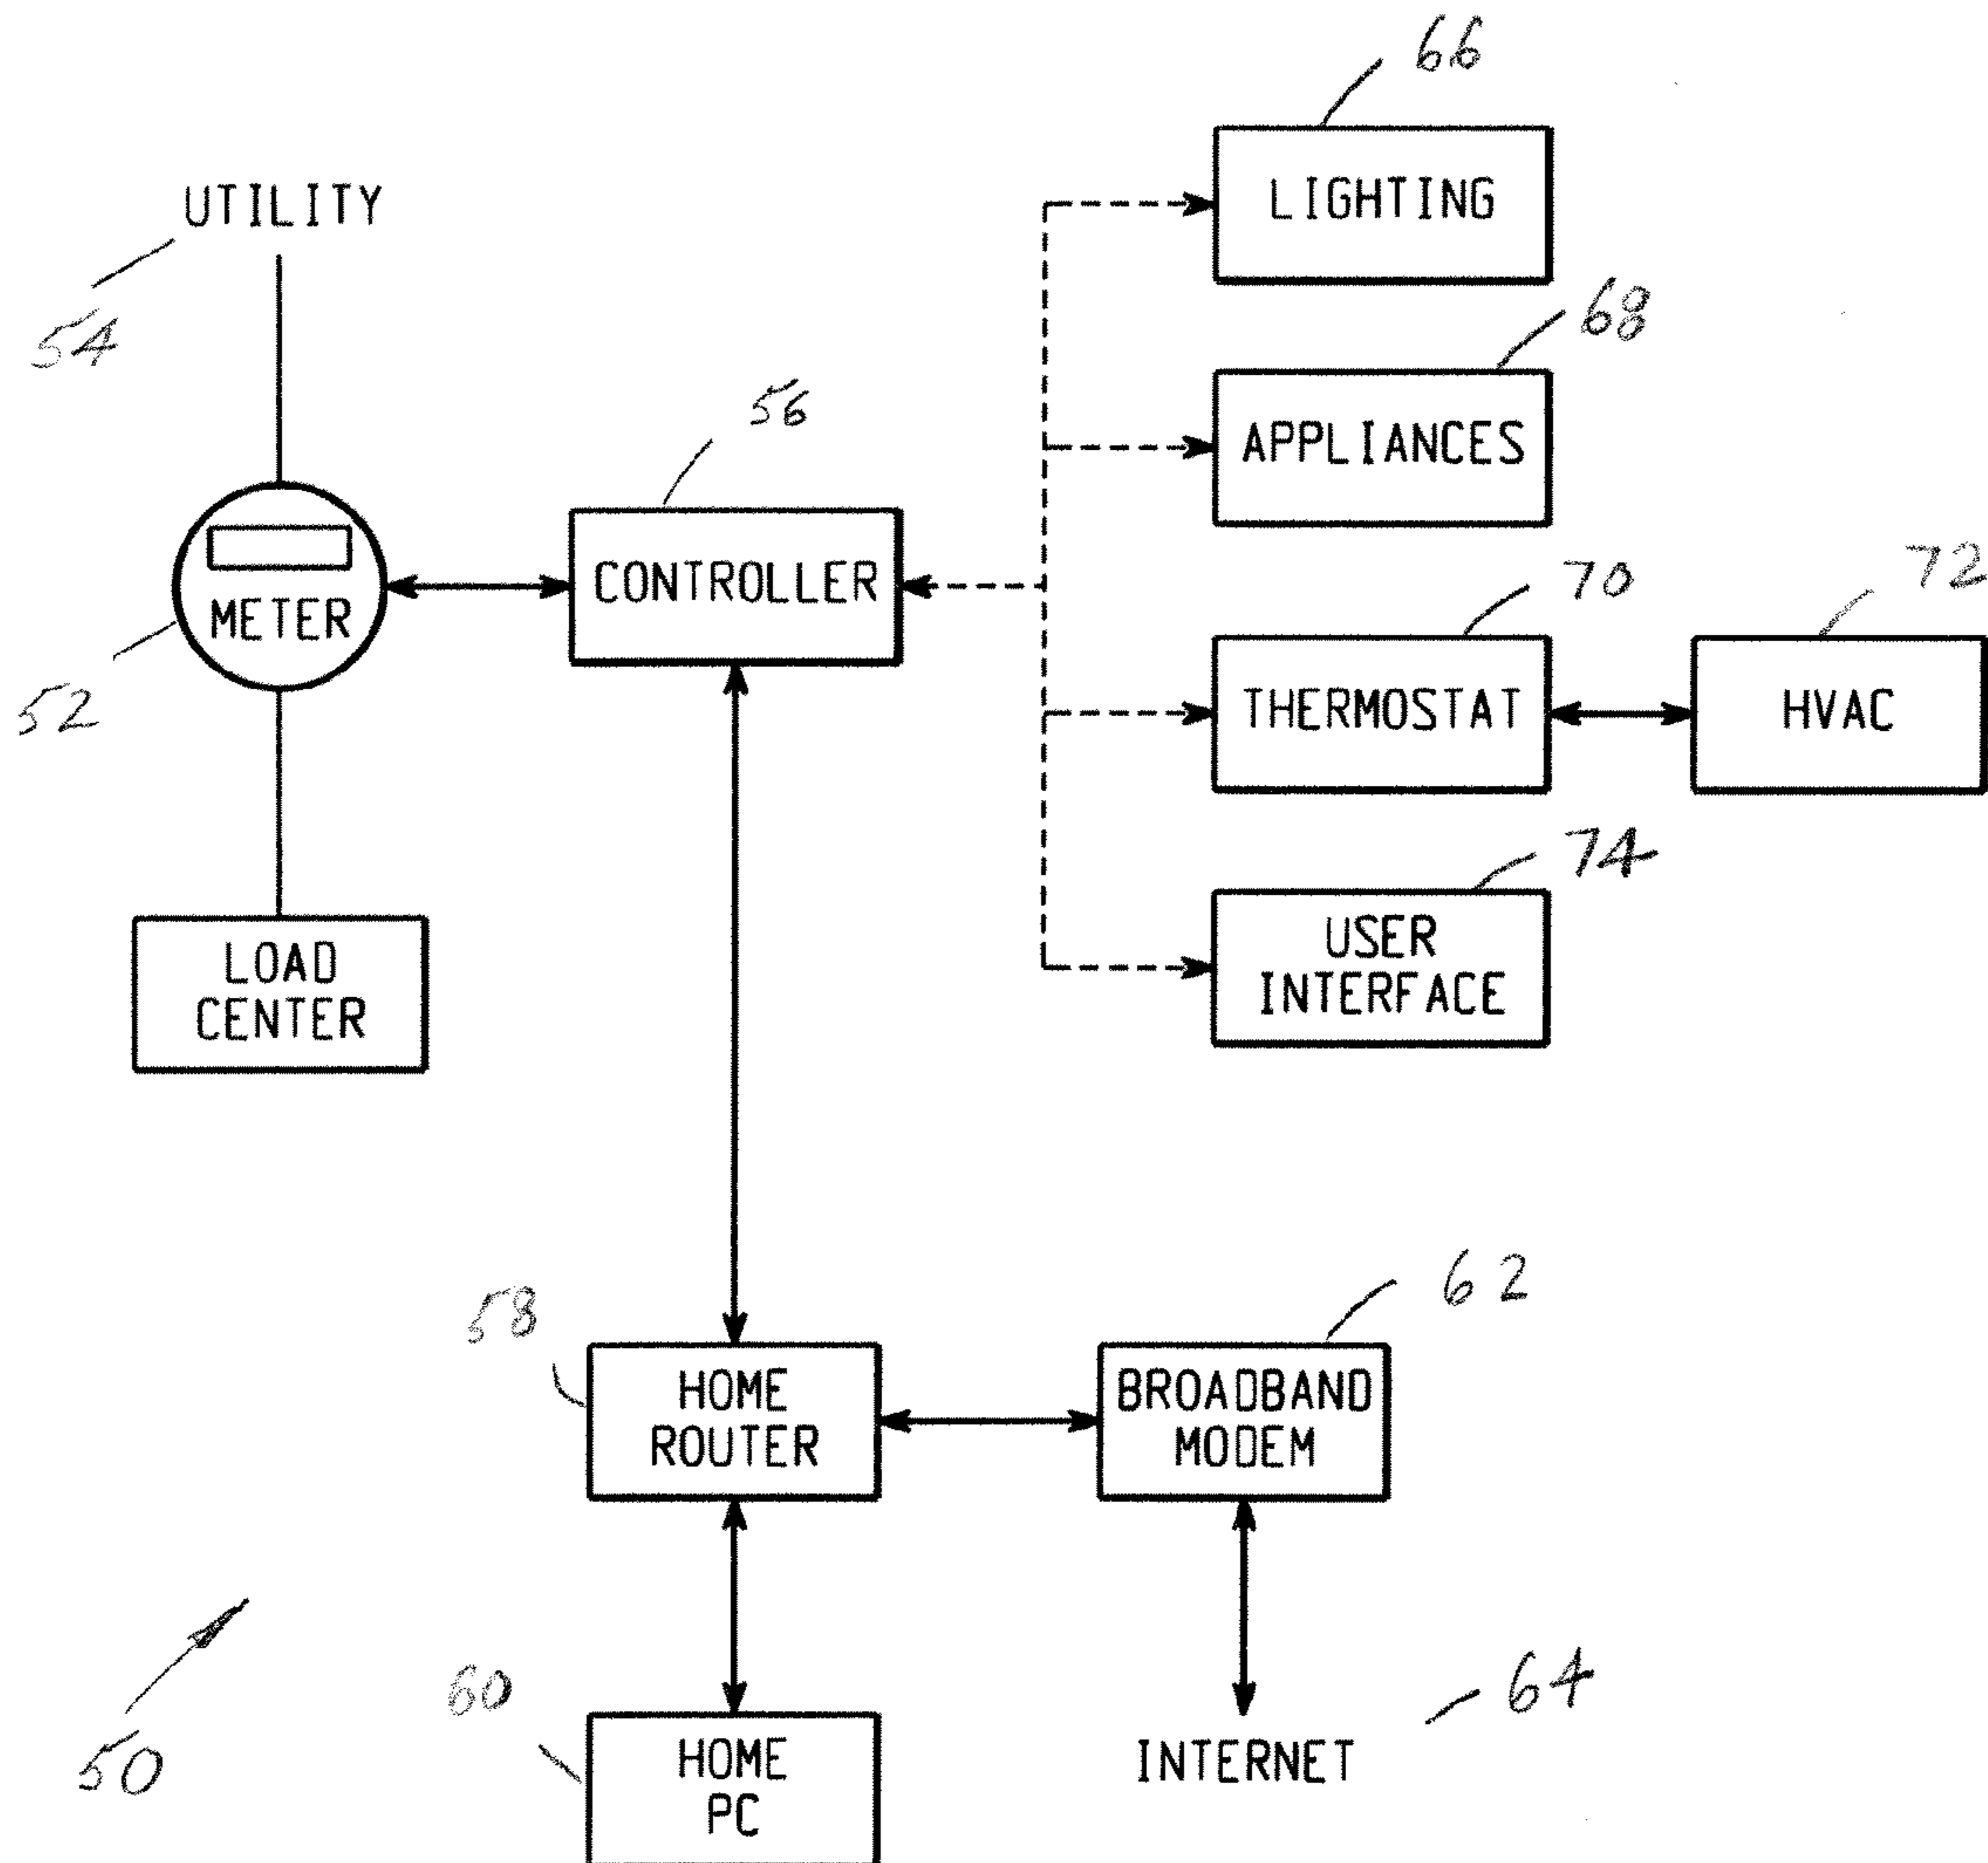 66
LIGHTING
UTILITY
54
68
APPLIANCES
56
CONTROLLER
METER
52
70
THERMOSTAT
72
HVAC
74
USER
INTERFACE
LOAD
CENTER
58
HOME
ROUTER
62
BROADBAND
MODEM
50
60
HOME
PC
64
INTERNET